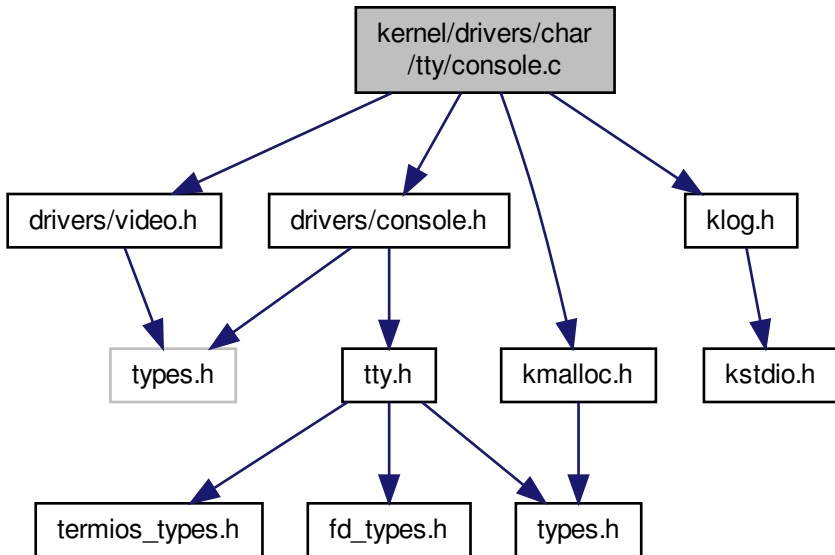 kernel/drivers/char
/tty/console.c
drivers/video.h
drivers/console.h
klog.h
types.h
tty.h
kmalloc.h
kstdio.h
termios_types.h
fd_types.h
types.h